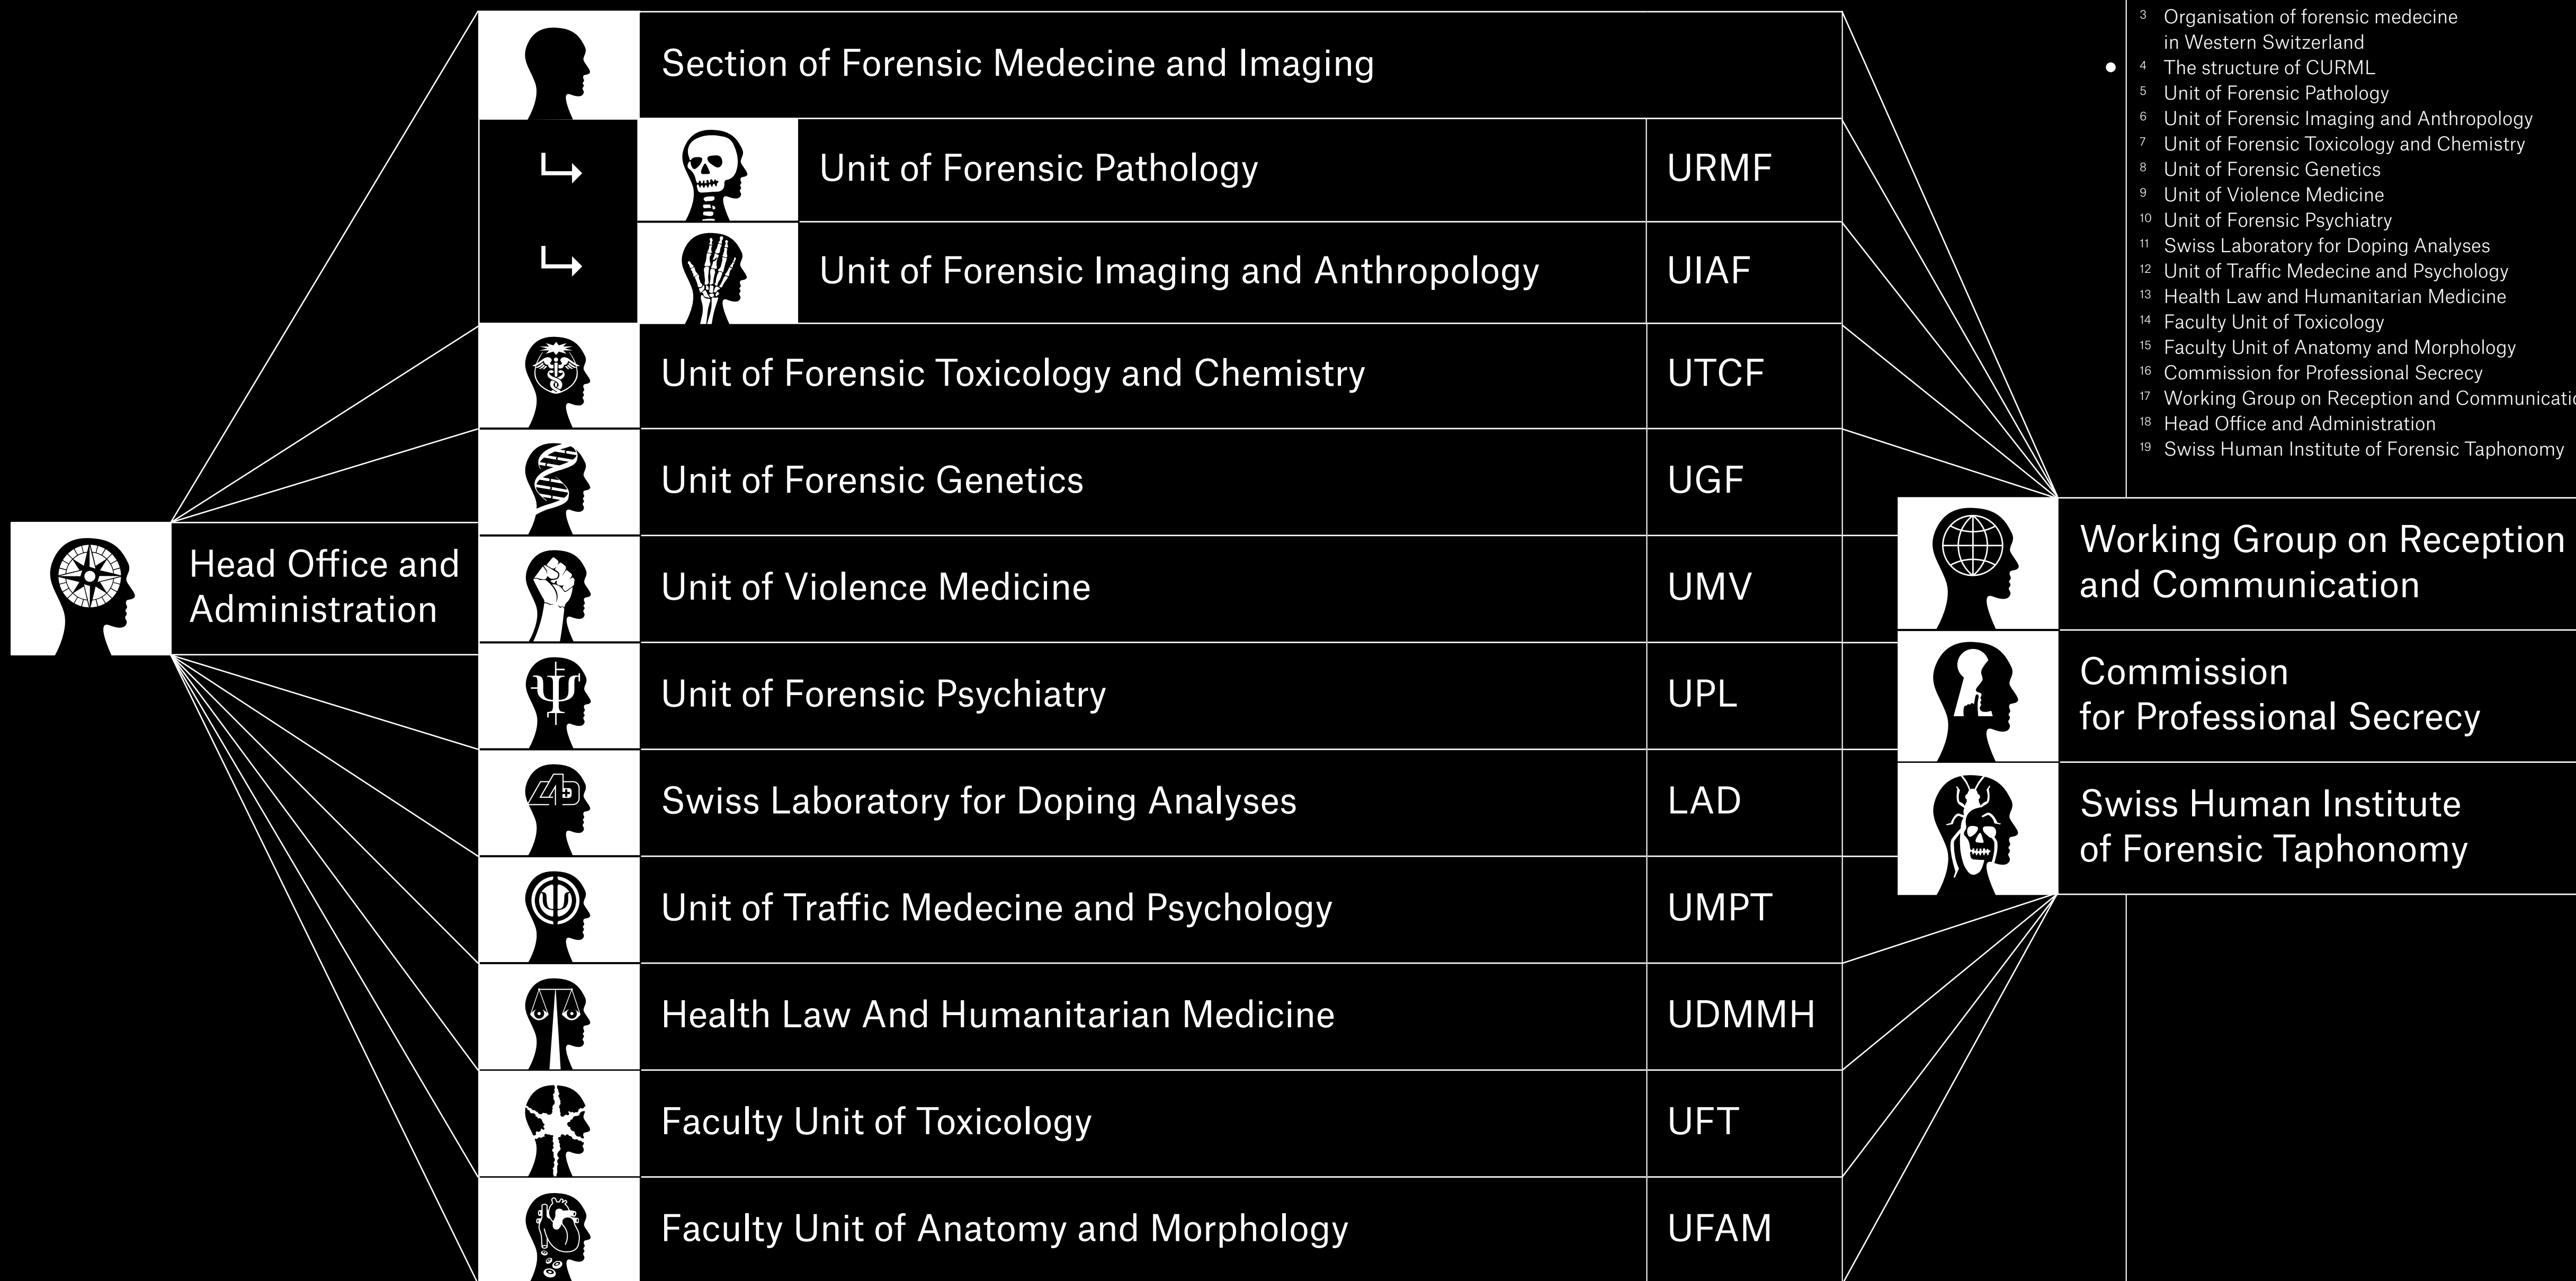 Section of Forensic Medecine and Imaging
Unit of Forensic Pathology URMF
Unit of Forensic Imaging and Anthropology UIAF
Unit of Forensic Toxicology and Chemistry UTCF
Unit of Forensic Genetics UGF
Unit of Violence Medicine UMV
Unit of Forensic Psychiatry UPL
LAD
Swiss Laboratory for Doping Analyses LAD
Unit of Traffic Medecine and Psychology UMPT
Health Law And Humanitarian Medicine UDMMH
Faculty Unit of Toxicology UFT
Faculty Unit of Anatomy and Morphology UFAM
Head Office and
Administration
Working Group on Reception
and Communication
Commission
for Professional Secrecy
Swiss Human Institute
of Forensic Taphonomy
3 Organisation of forensic medecine
in Western Switzerland
4 The structure of CURML
5 Unit of Forensic Pathology
6 Unit of Forensic Imaging and Anthropology
7 Unit of Forensic Toxicology and Chemistry
8 Unit of Forensic Genetics
9 Unit of Violence Medicine
10 Unit of Forensic Psychiatry
11 Swiss Laboratory for Doping Analyses
12 Unit of Traffic Medecine and Psychology
13 Health Law and Humanitarian Medicine
14 Faculty Unit of Toxicology
15 Faculty Unit of Anatomy and Morphology
16 Commission for Professional Secrecy
17 Working Group on Reception and Communicatio
18 Head Office and Administration
19 Swiss Human Institute of Forensic Taphonomy